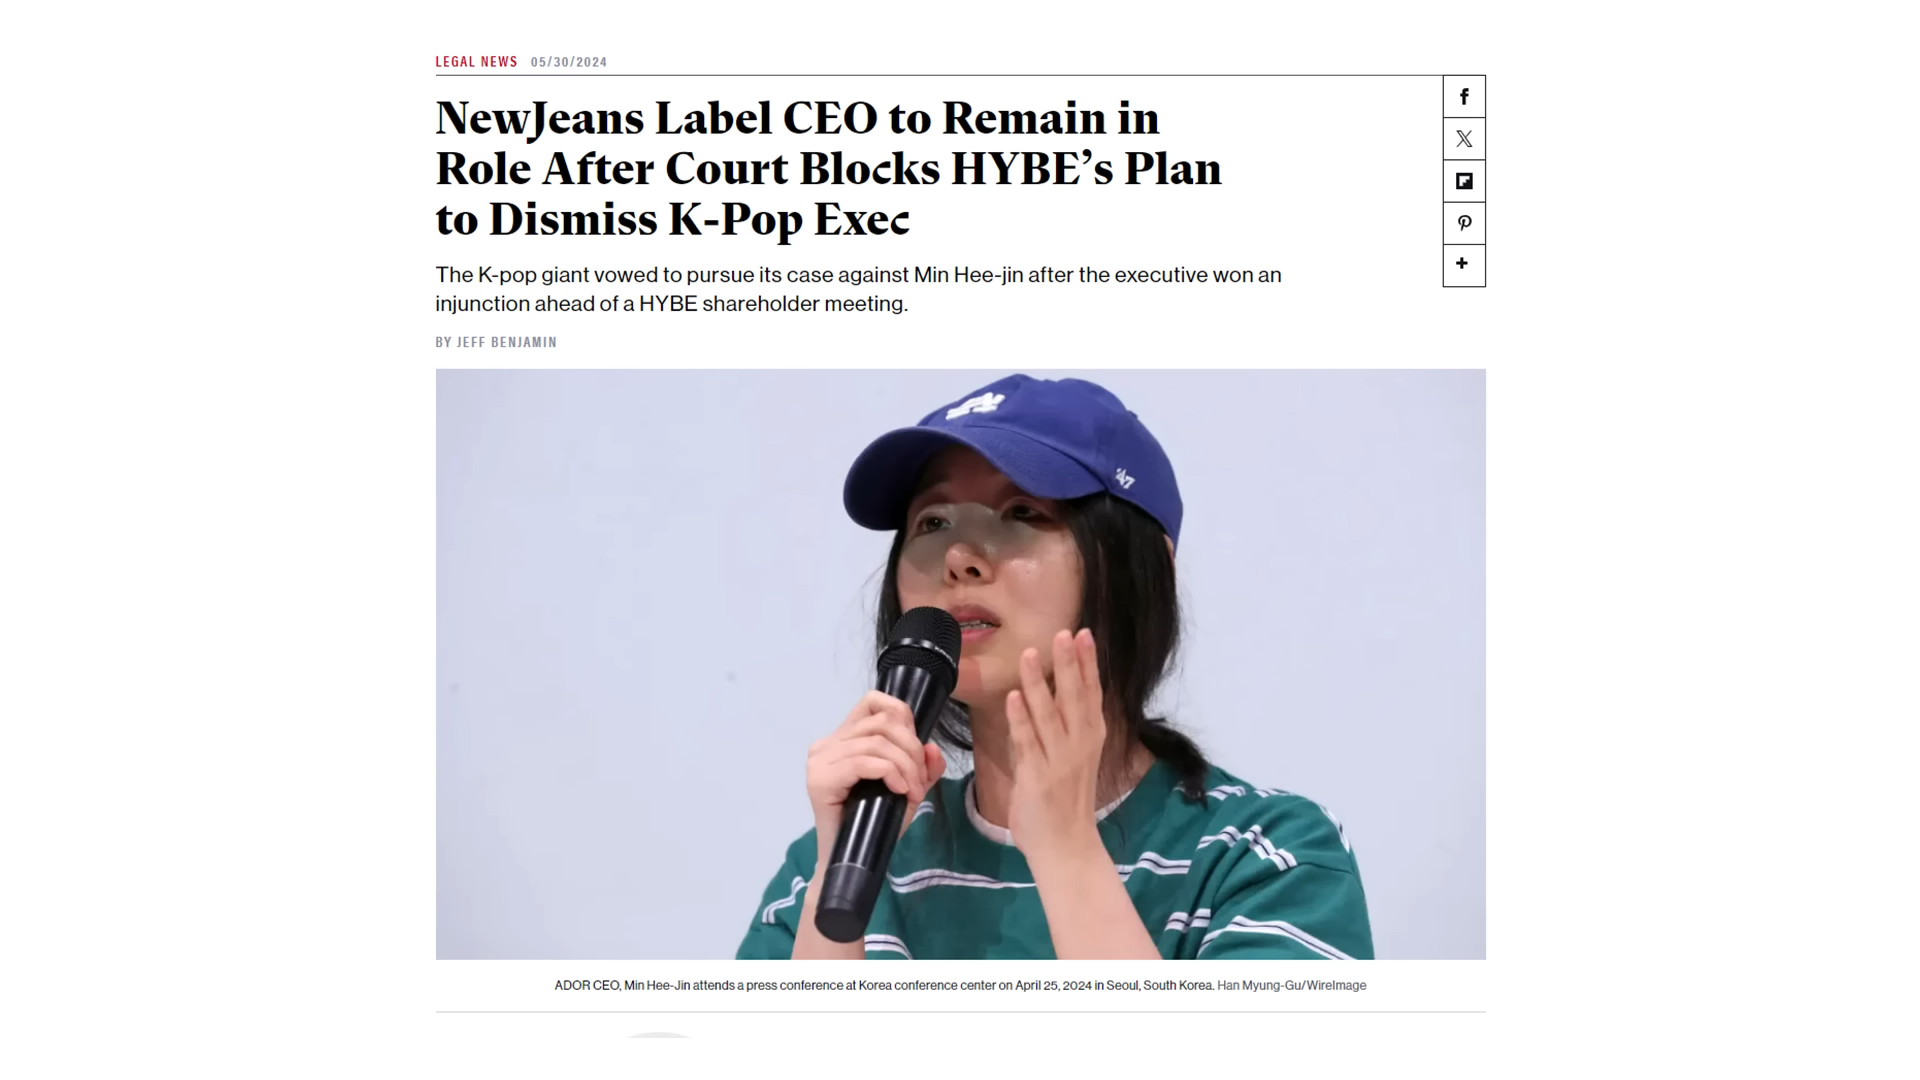 LEGAL NEWS 05/30/2024
NewJeans Label CEO to Remain in
Role After Court Blocks HYBE’s Plan
to Dismiss K-Pop Exec
The K-pop giant vowed to pursue its case against Min Hee-jin after the executive won an
injunction ahead of a HYBE shareholder meeting.
BY JEFF BENJAMIN
LA
'47
ADOR CEO, Min Hee-Jin attends a press conference at Korea conference center on April 25, 2024 in Seoul, South Korea. Han Myung-Gu/WireImage